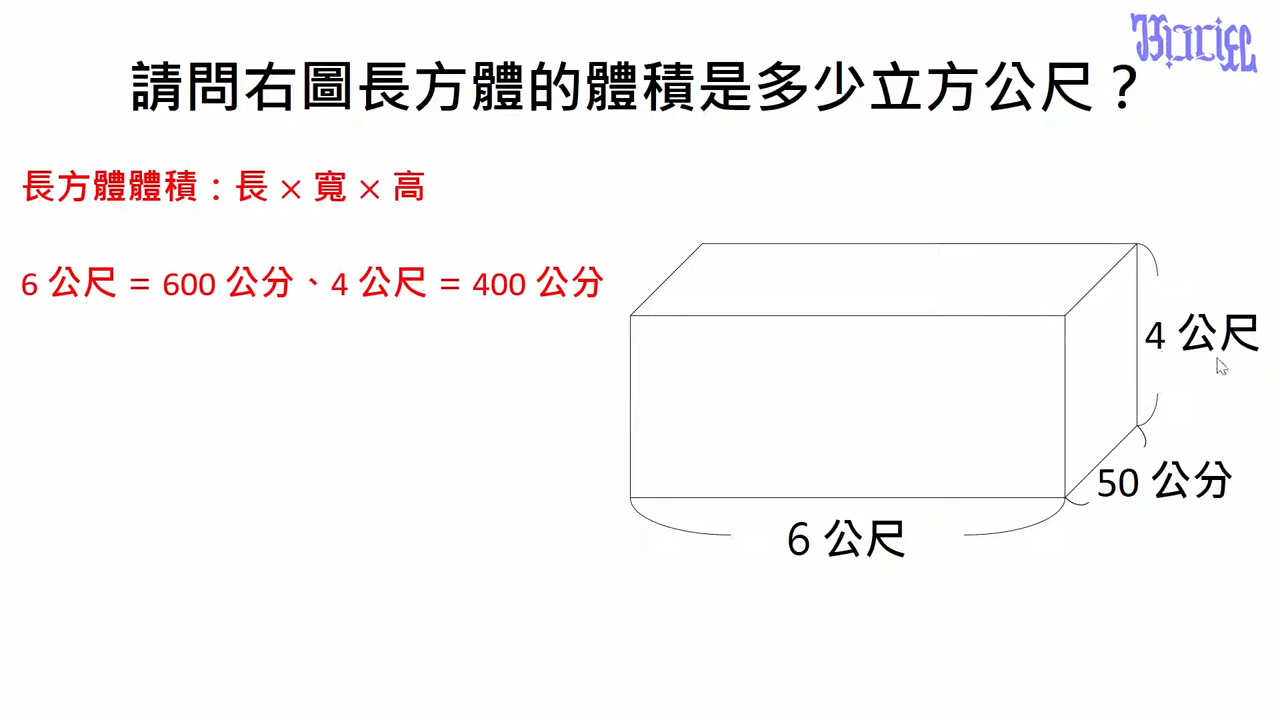 請問右圖長方體的體積是多少立方公尺？
長方體體積：長 × 寬 × 高
6 公尺 = 600 公分、4 公尺 = 400 公分
4 公尺
50 公分
6 公尺